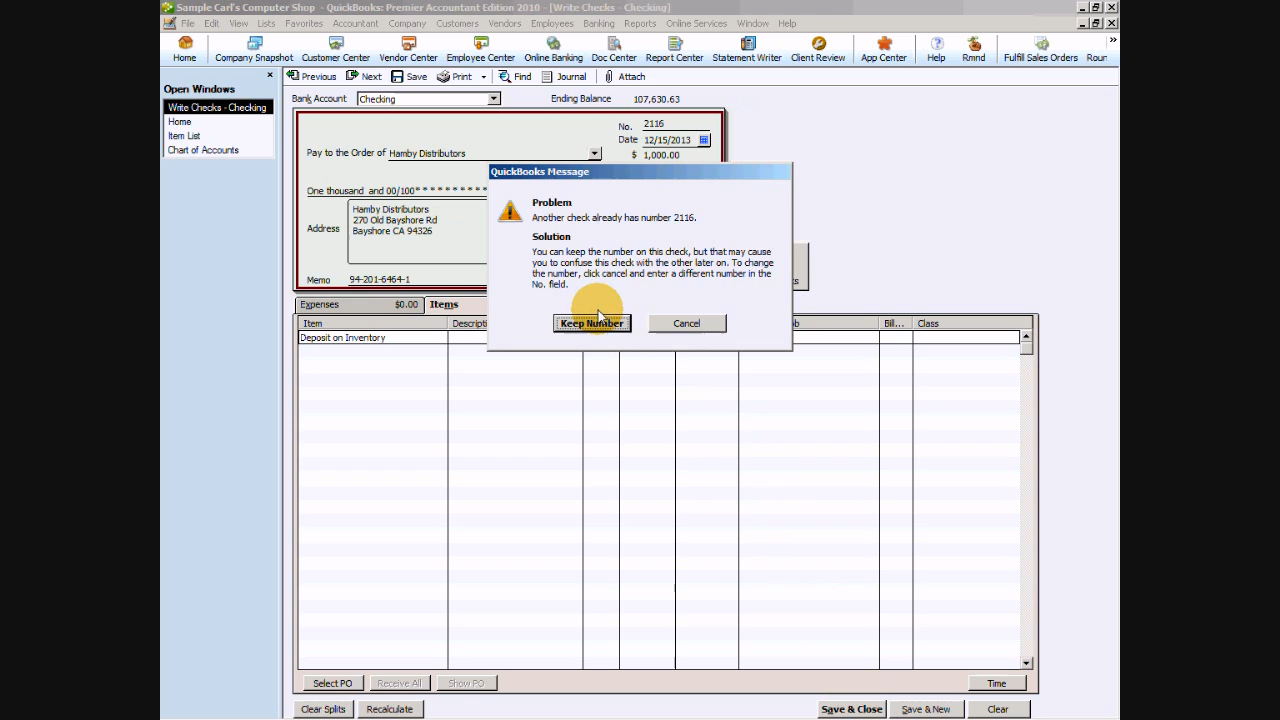 Sample Carl's Computer Shop - QuickBooks: Premier Accountant Edition 2010 - [Write Checks - Checking]
File Edit View Lists Favorites Accountant Company Customers Vendors Employees Banking Reports Online Services Window Help
Home Company Snapshot Customer Center Vendor Center Employee Center Online Banking Doc Center Report Center Statement Writer Client Review App Center Help Rmnd Fulfill Sales Orders Roun
Previous Next Save Print Find Journal Attach
Open Windows
Write Checks - Checking
Home
Item List
Chart of Accounts
Bank Account Checking Ending Balance 107,630.63
No. 2116
Date 12/15/2013
Pay to the Order of Hamby Distributors $ 1,000.00
One thousand and 00/100* * * * * * * * * *
Address
Hamby Distributors
270 Old Bayshore Rd
Bayshore CA 94326
Memo 94-201-6464-1
QuickBooks Message
Problem
Another check already has number 2116.
Solution
You can keep the number on this check, but that may cause
you to confuse this check with the other later on. To change
the number, click cancel and enter a different number in the
No. field.
Keep Number Cancel
Expenses $0.00 Items
Item Bill... Class
Deposit on Inventory
Select PO Receive All Show PO Time
Clear Splits Recalculate Save & Close Save & New Clear